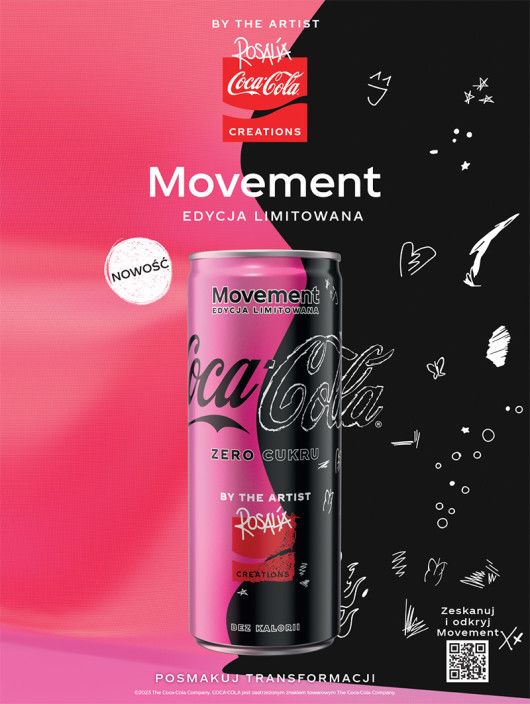 BY THE ARTIST
ROSALÍA
Coca-Cola
CREATIONS
Movement
EDYCJA LIMITOWANA
NOWOŚĆ
Movement
EDYCJA LIMITOWANA
Coca-Cola®
ZERO CUKRU
BY THE ARTIST
ROSALÍA
CREATIONS
BEZ KALORII
Zeskanuj
i odkryj
Movement
POSMAKUJ TRANSFORMACJI
©2023 The Coca-Cola Company. COCA-COLA jest zastrzeżonym znakiem towarowym The Coca-Cola Company.